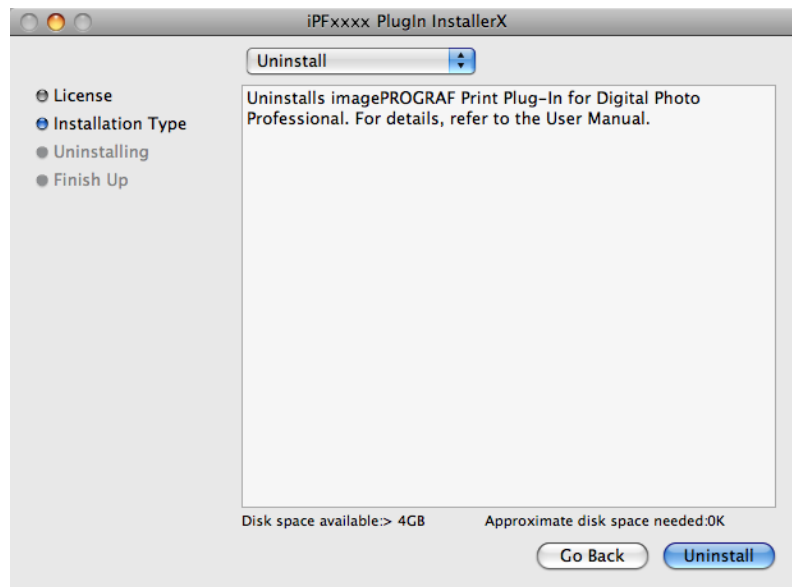 iPFxxxx PlugIn InstallerX
Uninstall
License
Installation Type
Uninstalling
Finish Up
Uninstalls imagePROGRAF Print Plug-In for Digital Photo
Professional. For details, refer to the User Manual.
Disk space available:> 4GB
Approximate disk space needed:0K
Go Back
Uninstall